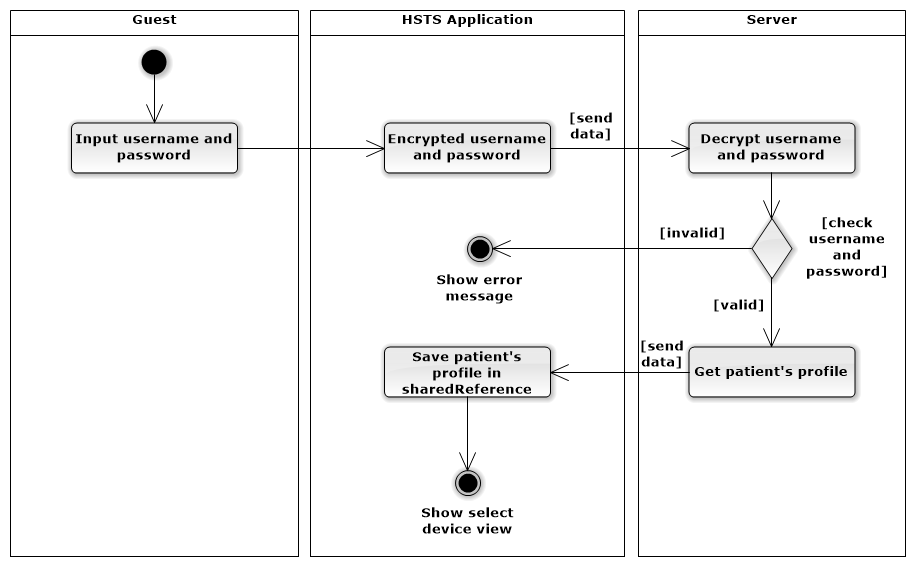 Guest
HSTS Application
Server
Input username and
password
Encrypted username
and password
[send
data]
Decrypt username
and password
[check
username
and
password]
[invalid]
Show error
message
[valid]
Get patient's profile
[send
data]
Save patient's
profile in
sharedReference
Show select
device view